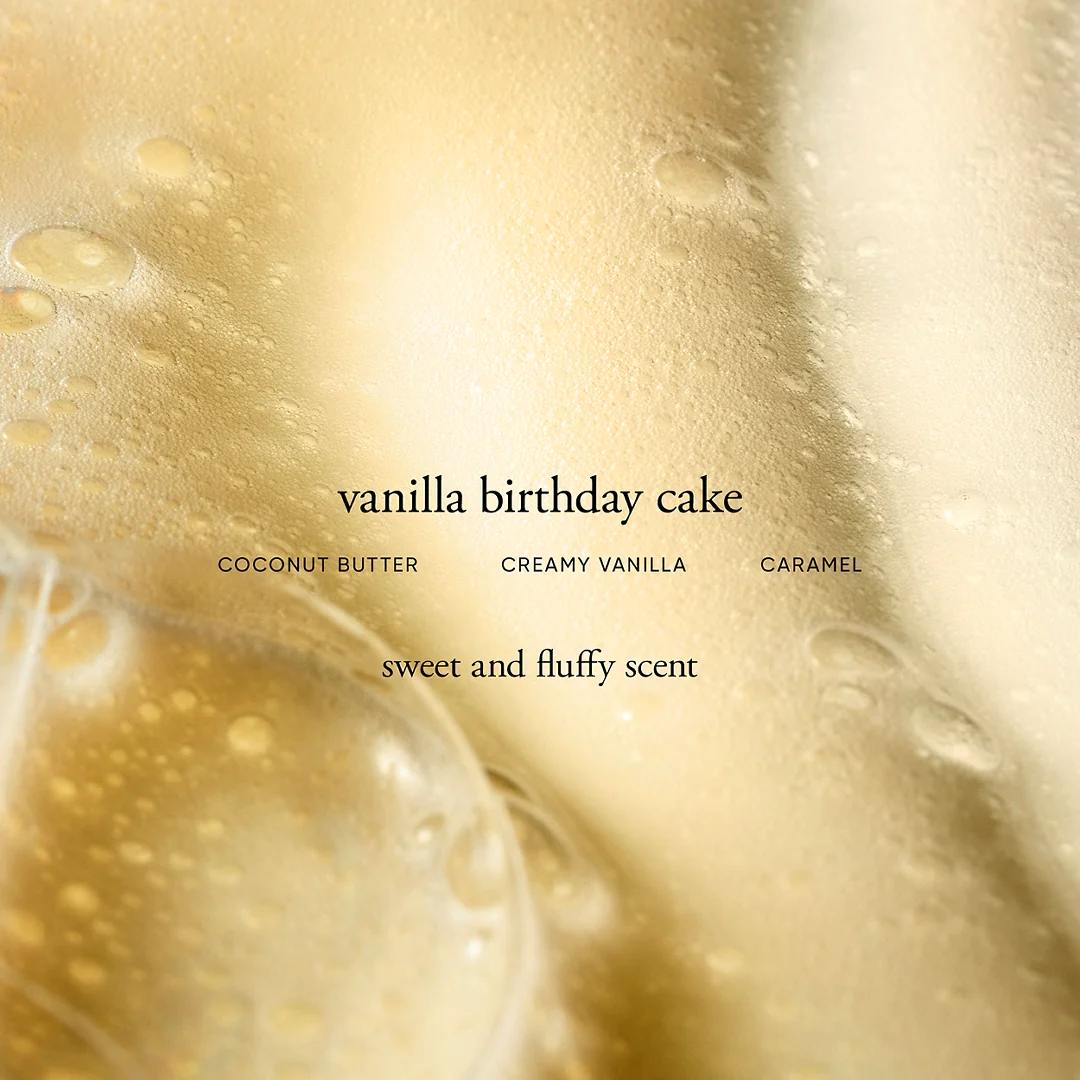 vanilla birthday cake
COCONUT BUTTER CREAMY VANILLA CARAMEL
sweet and fluffy scent